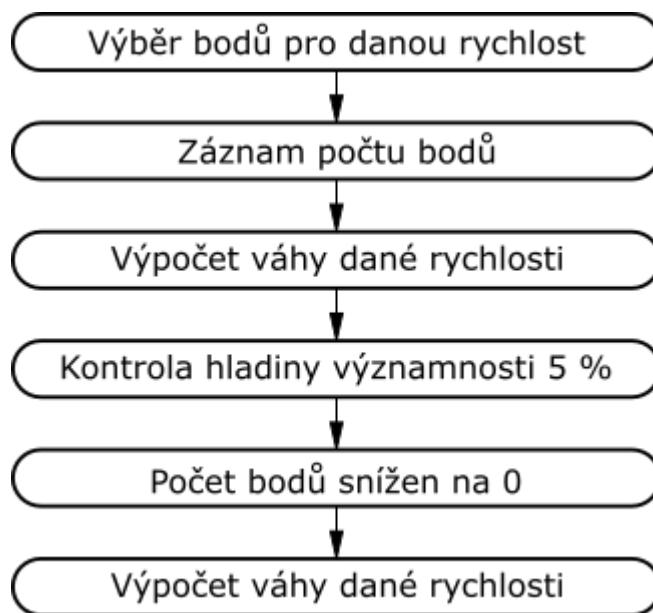 Výběr bodů pro danou rychlost
Záznam počtu bodů
Výpočet váhy dané rychlosti
Kontrola hladiny významnosti 5 %
Počet bodů snížen na 0
Výpočet váhy dané rychlosti